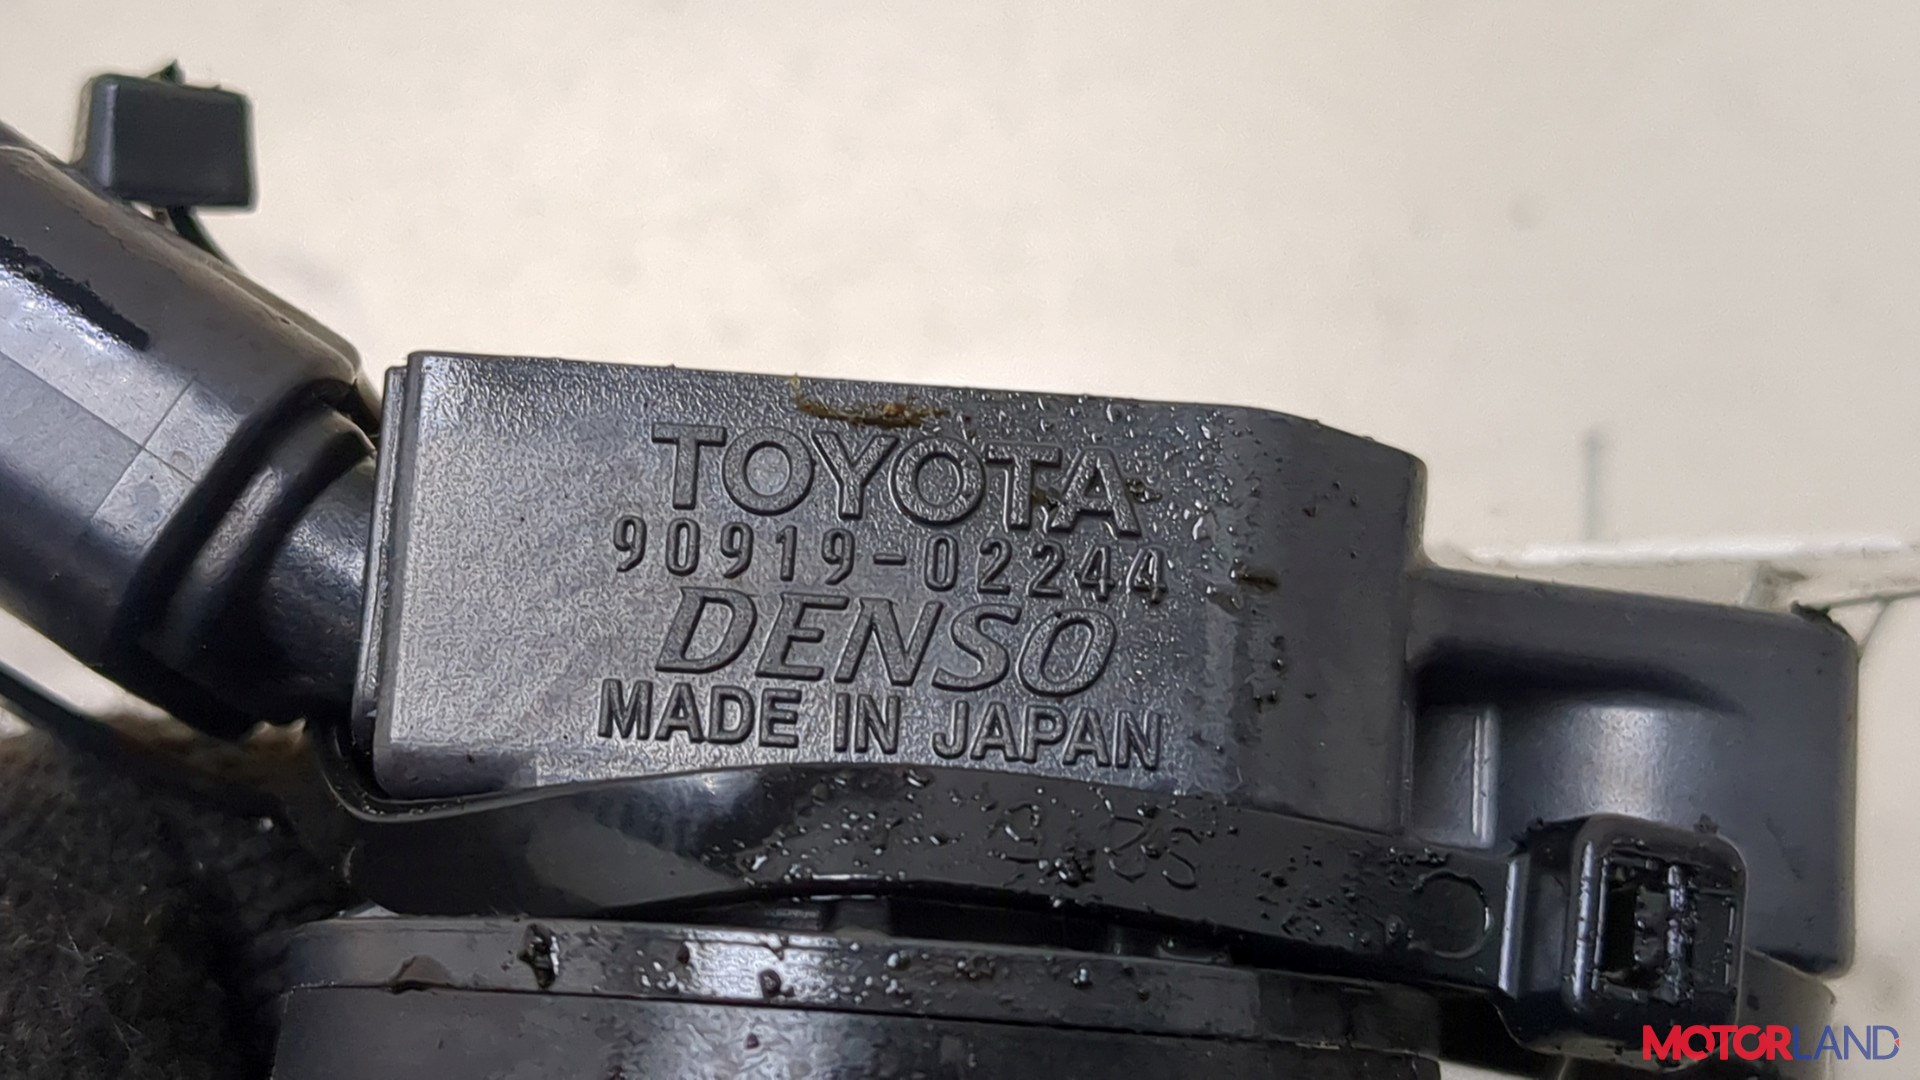 TOYOTA
90919-02244
DENSO
MADE IN JAPAN
MOTORLAND